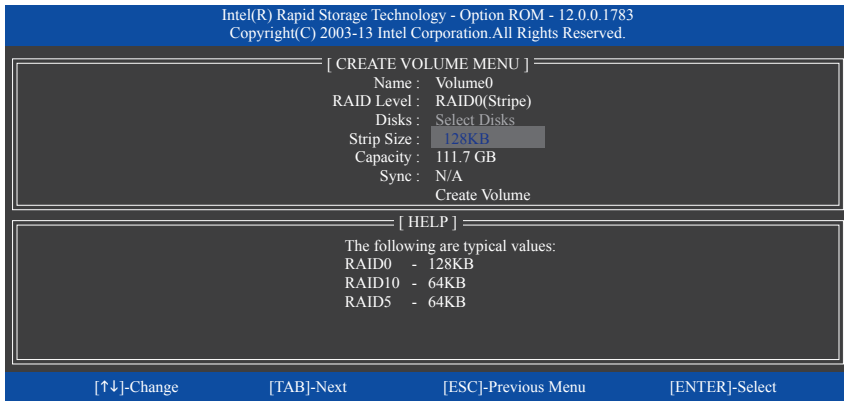 Intel(R) Rapid Storage Technology - Option ROM - 12.0.0.1783
Copyright(C) 2003-13 Intel Corporation.All Rights Reserved.
[ CREATE VOLUME MENU ]
Name : Volume0
RAID Level : RAID0(Stripe)
Disks : Select Disks
Strip Size : 128KB
Capacity : 111.7 GB
Sync : N/A
Create Volume
[ HELP ]
The following are typical values:
RAID0 - 128KB
RAID10 - 64KB
RAID5 - 64KB
[↑↓]-Change [TAB]-Next [ESC]-Previous Menu [ENTER]-Select